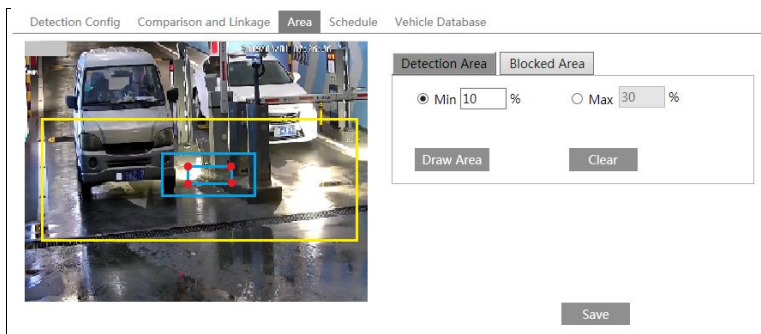 Detection Config Comparison and Linkage Area Schedule Vehicle Database
Detection Area Blocked Area
Min 10 % Max 30 %
Draw Area Clear
Save